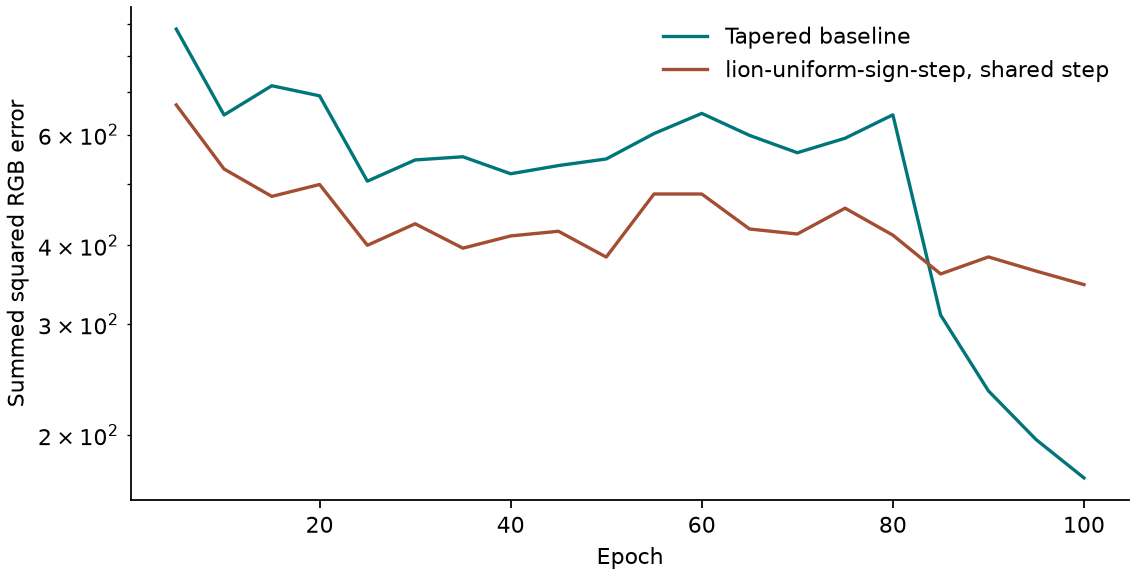 Tapered baseline
lion-uniform-sign-step, shared step
Summed squared RGB error
6 × 10²
4 × 10²
3 × 10²
2 × 10²
20 40 60 80 100
Epoch